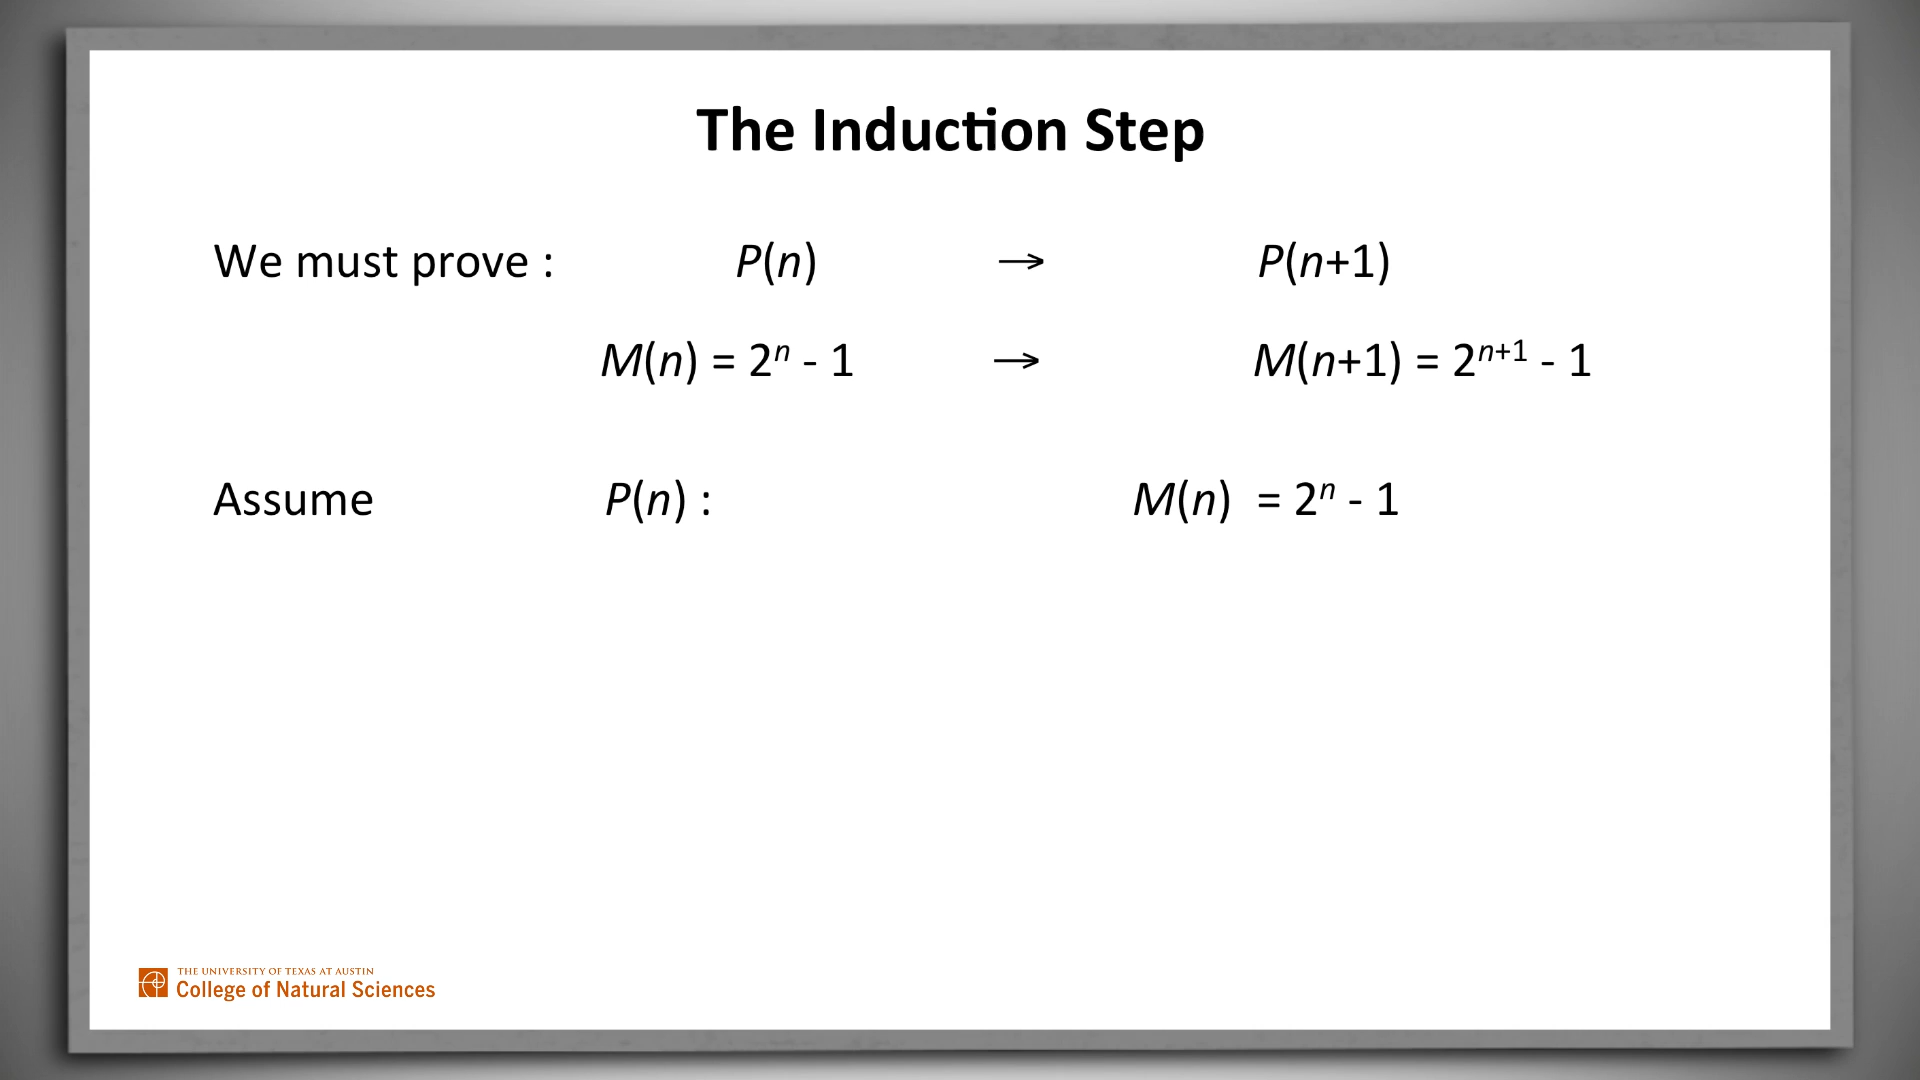 The Induction Step
We must prove : P(n) → P(n+1)
M(n) = 2ⁿ - 1 → M(n+1) = 2ⁿ⁺¹ - 1
Assume P(n) : M(n) = 2ⁿ - 1
THE UNIVERSITY OF TEXAS AT AUSTIN
College of Natural Sciences